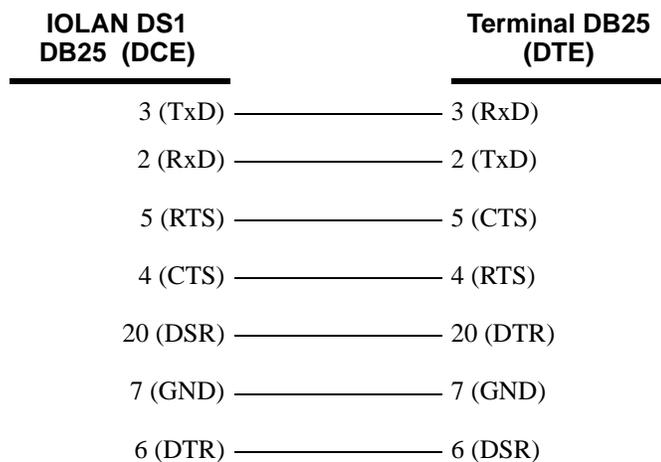 IOLAN DS1 Terminal DB25
DB25 (DCE) (DTE)
3 (TxD) 3 (RxD)
2 (RxD) 2 (TxD)
5 (RTS) 5 (CTS)
4 (CTS) 4 (RTS)
20 (DSR) 20 (DTR)
7 (GND) 7 (GND)
6 (DTR) 6 (DSR)